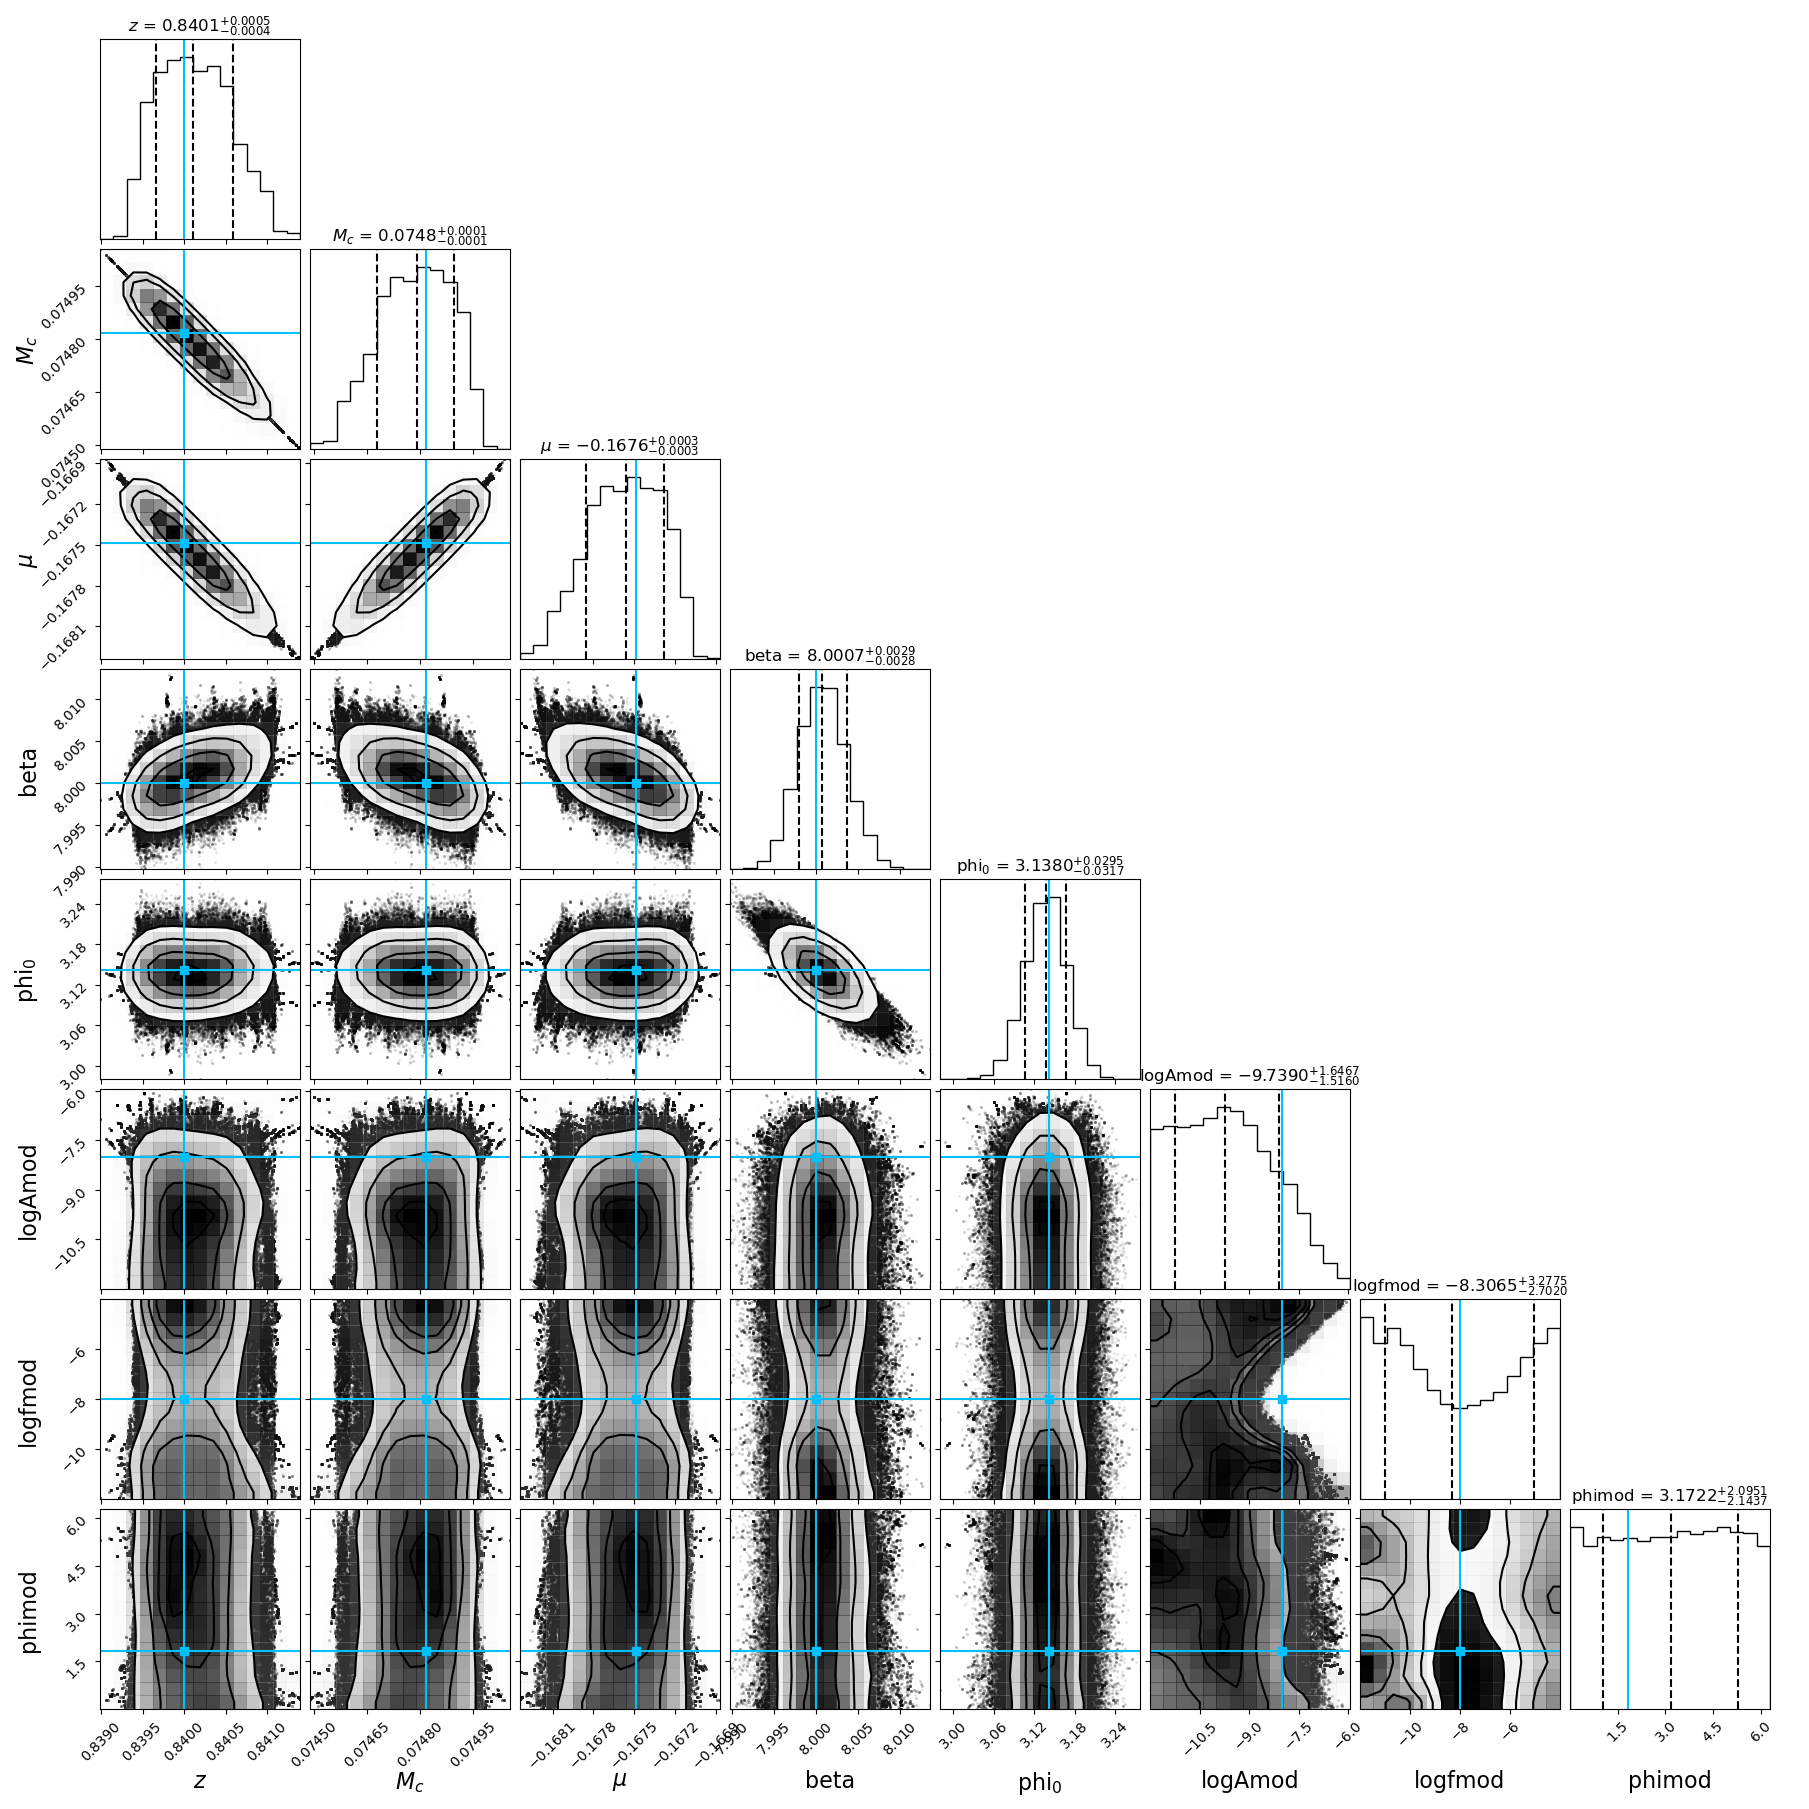 z = 0.8401+0.0005−0.0004
M_c = 0.0748+0.0001−0.0001
μ = −0.1676+0.0003−0.0003
beta = 8.0007+0.0029−0.0028
phi0 = 3.1380+0.0295−0.0317
logAmod = −9.7390+1.6467−1.5160
logfmod = −8.3065+3.2775−2.7020
phimod = 3.1722+2.0951−2.1437
M_c
0.07495
0.07480
0.07465
0.07450
μ
−0.1669
−0.1672
−0.1675
−0.1678
−0.1681
beta
8.010
8.005
8.000
7.995
7.990
phi0
3.24
3.18
3.12
3.06
3.00
logAmod
−6.0
−7.5
−9.0
−10.5
logfmod
−6
−8
−10
phimod
6.0
4.5
3.0
1.5
0.8390 0.8395 0.8400 0.8405 0.8410
0.07450 0.07465 0.07480 0.07495
−0.1681 −0.1678 −0.1675 −0.1672 −0.1669
7.990 7.995 8.000 8.005 8.010
3.00 3.06 3.12 3.18 3.24
−10.5 −9.0 −7.5 −6.0
−10 −8 −6
1.5 3.0 4.5 6.0
z M_c μ beta phi0 logAmod logfmod phimod